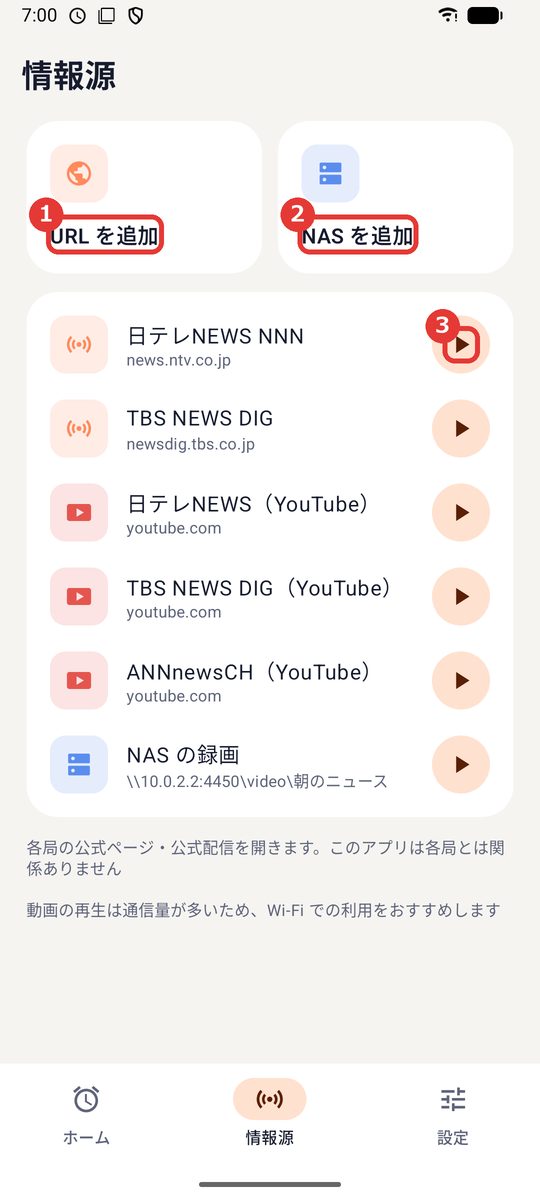 7:00
情報源
1
URL を追加
2
NAS を追加
3
日テレNEWS NNN
news.ntv.co.jp
TBS NEWS DIG
newsdig.tbs.co.jp
日テレNEWS（YouTube）
youtube.com
TBS NEWS DIG（YouTube）
youtube.com
ANNnewsCH（YouTube）
youtube.com
NAS の録画
\\10.0.2.2:4450\video\朝のニュース
各局の公式ページ・公式配信を開きます。このアプリは各局とは関
係ありません
動画の再生は通信量が多いため、Wi-Fi での利用をおすすめします
ホーム
情報源
設定